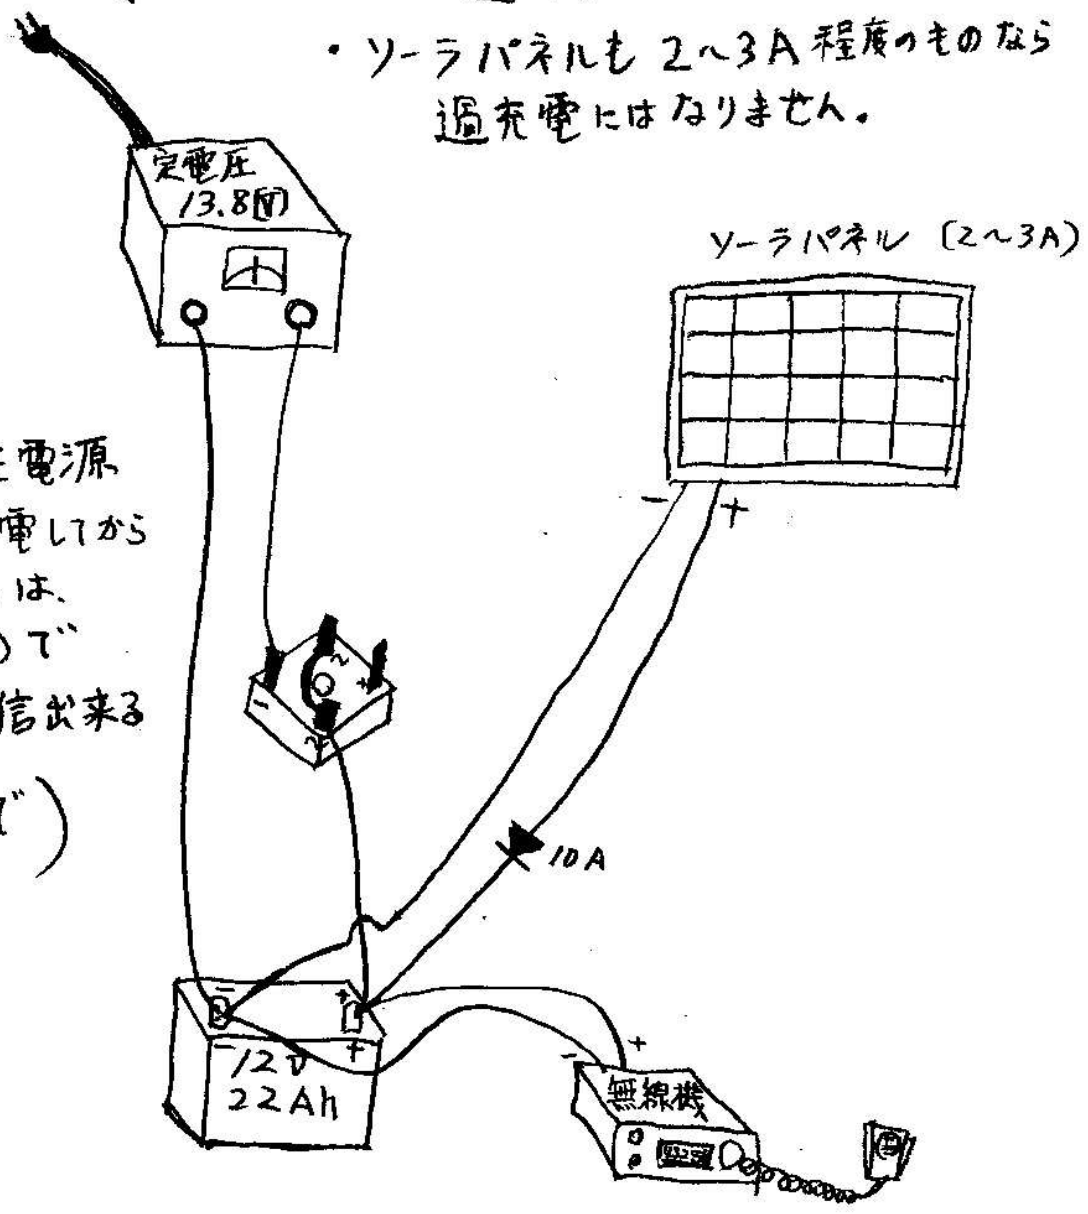 ・ソーラパネルも 2〜3A 程度のものなら
過充電にはなりません。
定電圧
13.8[V]
ソーラパネル (2〜3A)
- +
電源
電してから
は、
で
信出来る
で)
- ~ + ~
10A
- +
- +
12V
22Ah
- +
無線機